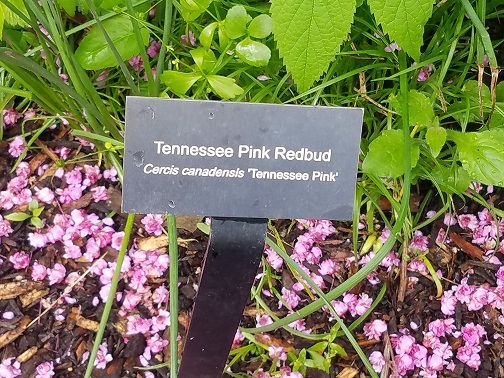 Tennessee Pink Redbud
Cercis canadensis 'Tennessee Pink'